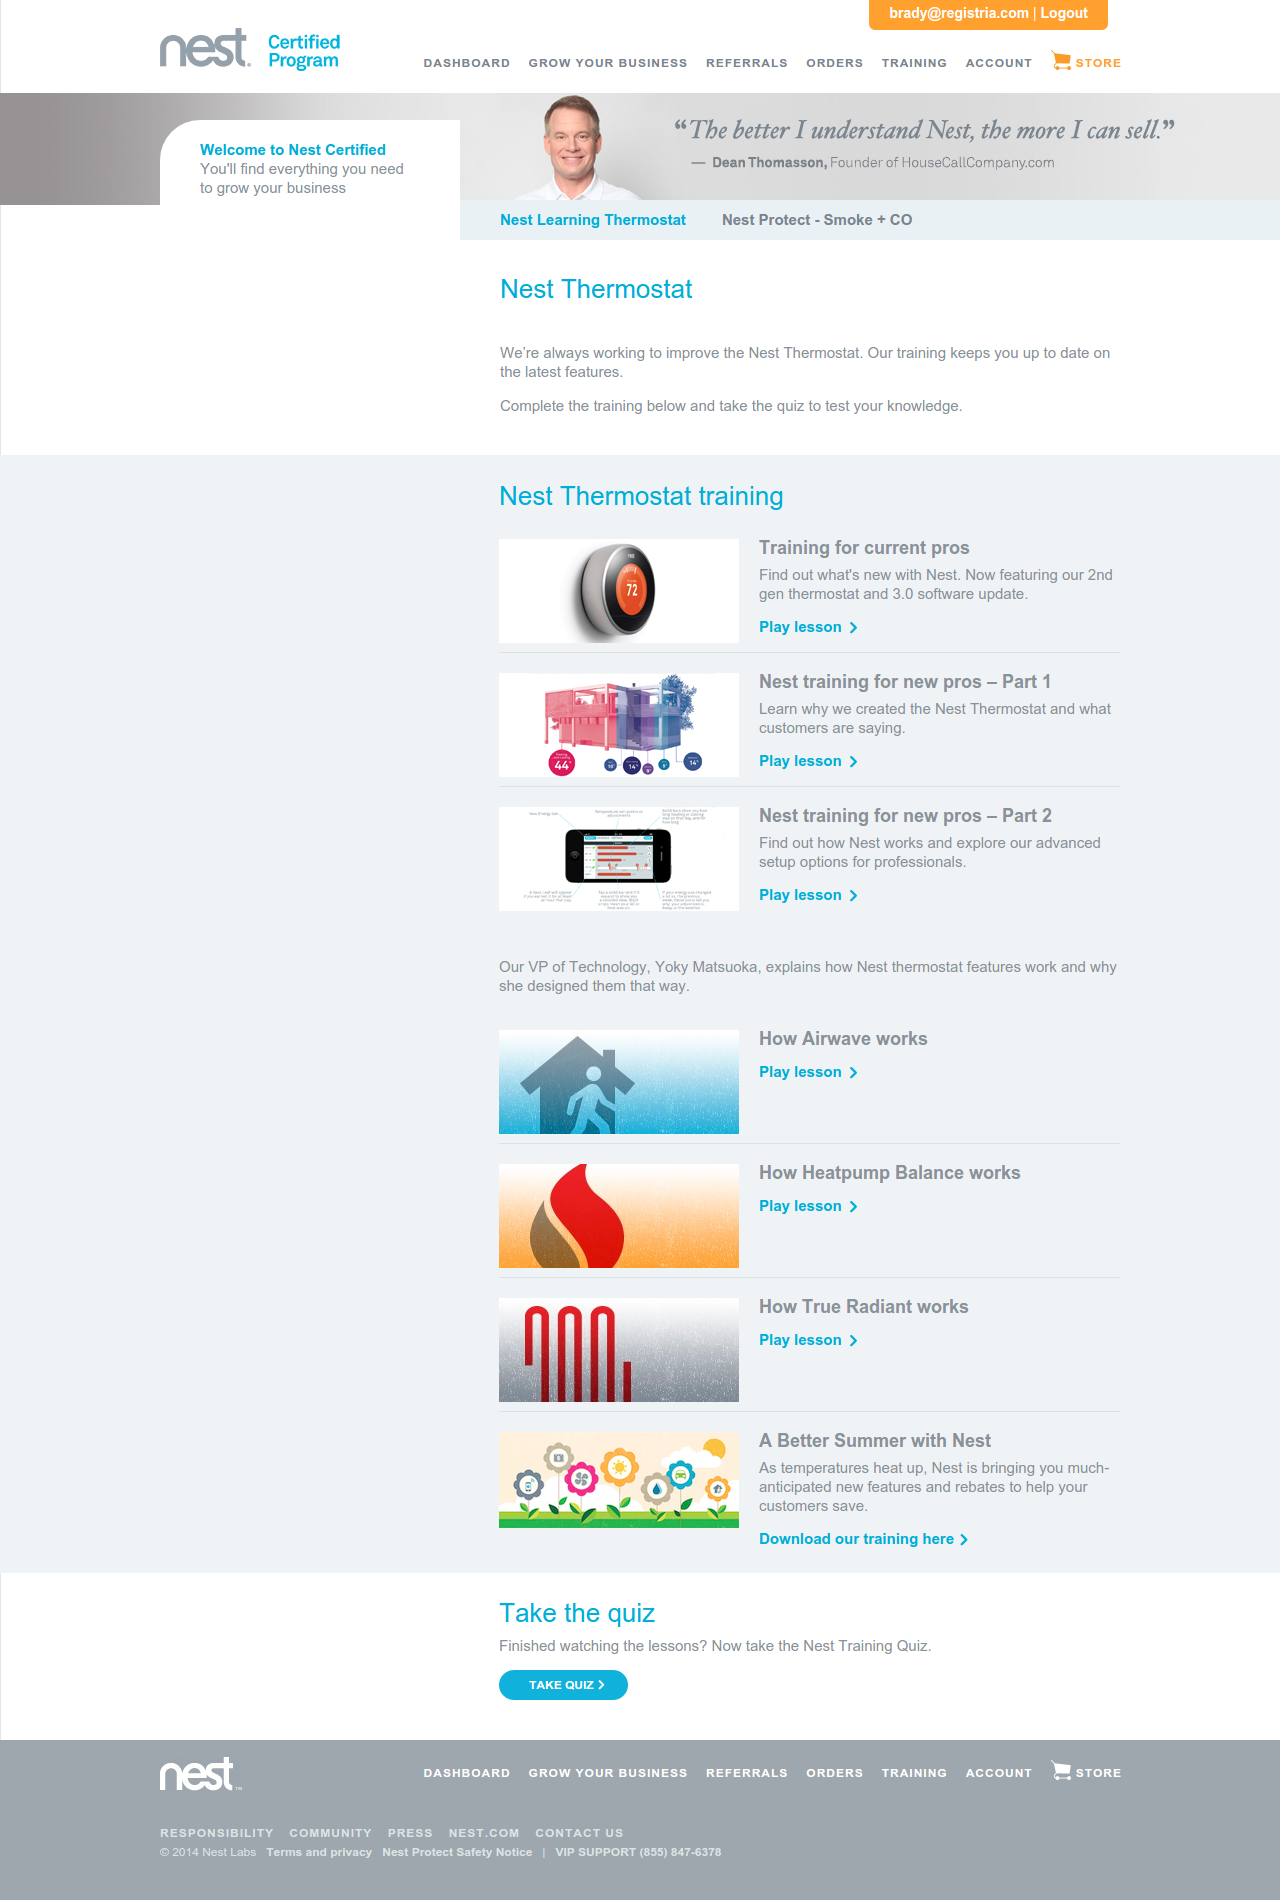 brady@registria.com | Logout
nest. Certified Program
DASHBOARD GROW YOUR BUSINESS REFERRALS ORDERS TRAINING ACCOUNT STORE
“The better I understand Nest, the more I can sell.”
— Dean Thomasson, Founder of HouseCallCompany.com
Welcome to Nest Certified
You'll find everything you need
to grow your business
Nest Learning Thermostat Nest Protect - Smoke + CO
Nest Thermostat
We’re always working to improve the Nest Thermostat. Our training keeps you up to date on
the latest features.
Complete the training below and take the quiz to test your knowledge.
Nest Thermostat training
72
Training for current pros
Find out what's new with Nest. Now featuring our 2nd
gen thermostat and 3.0 software update.
Play lesson
44%
14%
14%
Nest training for new pros – Part 1
Learn why we created the Nest Thermostat and what
customers are saying.
Play lesson
Nest training for new pros – Part 2
Find out how Nest works and explore our advanced
setup options for professionals.
Play lesson
Our VP of Technology, Yoky Matsuoka, explains how Nest thermostat features work and why
she designed them that way.
How Airwave works
Play lesson
How Heatpump Balance works
Play lesson
How True Radiant works
Play lesson
A Better Summer with Nest
As temperatures heat up, Nest is bringing you much-
anticipated new features and rebates to help your
customers save.
Download our training here
Take the quiz
Finished watching the lessons? Now take the Nest Training Quiz.
TAKE QUIZ
nest™
DASHBOARD GROW YOUR BUSINESS REFERRALS ORDERS TRAINING ACCOUNT STORE
RESPONSIBILITY COMMUNITY PRESS NEST.COM CONTACT US
© 2014 Nest Labs Terms and privacy Nest Protect Safety Notice | VIP SUPPORT (855) 847-6378